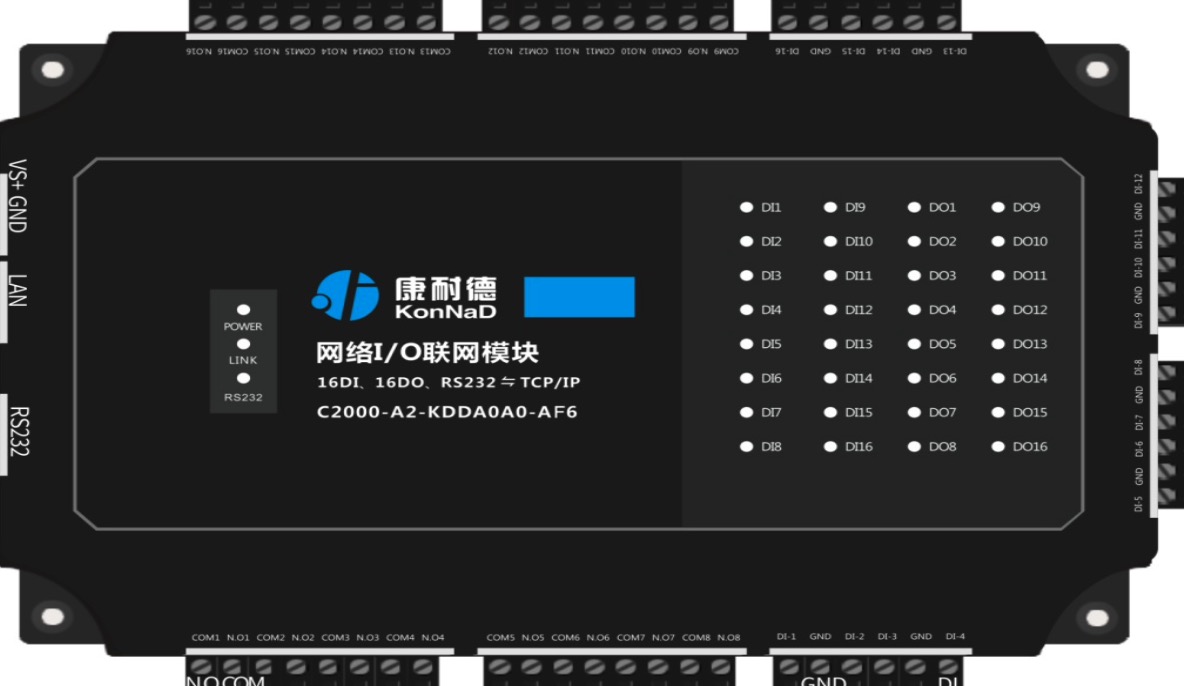 N.O16 COM16 N.O15 COM15 N.O14 COM14 N.O13 COM13
N.O12 COM12 N.O11 COM11 N.O10 COM10 N.O9 COM9
DI-16 GND DI-15 DI-14 GND DI-13
VS+ GND
LAN
RS232
POWER
LINK
RS232
康耐德
KonNaD
网络I/O联网模块
16DI、16DO、RS232⇋TCP/IP
C2000-A2-KDDA0A0-AF6
DI1 DI9 DO1 DO9
DI2 DI10 DO2 DO10
DI3 DI11 DO3 DO11
DI4 DI12 DO4 DO12
DI5 DI13 DO5 DO13
DI6 DI14 DO6 DO14
DI7 DI15 DO7 DO15
DI8 DI16 DO8 DO16
DI-12
GND
DI-11
DI-10
GND
DI-9
DI-8
GND
DI-7
DI-6
GND
DI-5
COM1 N.O1 COM2 N.O2 COM3 N.O3 COM4 N.O4
COM5 N.O5 COM6 N.O6 COM7 N.O7 COM8 N.O8
DI-1 GND DI-2 DI-3 GND DI-4
N.O COM
GND
DI